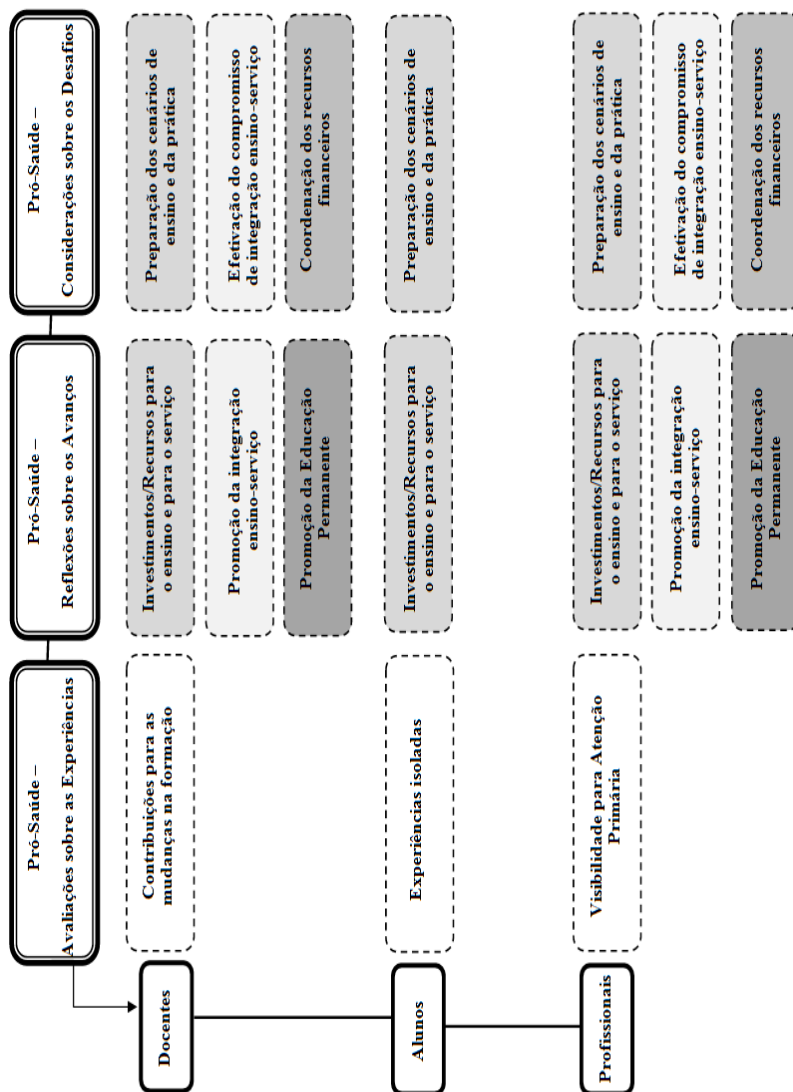 Pró-Saúde –
Avaliações sobre as Experiências
Pró-Saúde –
Reflexões sobre os Avanços
Pró-Saúde –
Considerações sobre os Desafios
Docentes
Contribuições para as
mudanças na formação
Investimentos/Recursos para
o ensino e para o serviço
Preparação dos cenários de
ensino e da prática
Promoção da integração
ensino-serviço
Efetivação do compromisso
de integração ensino-serviço
Promoção da Educação
Permanente
Coordenação dos recursos
financeiros
Alunos
Experiências isoladas
Investimentos/Recursos para
o ensino e para o serviço
Preparação dos cenários de
ensino e da prática
Profissionais
Visibilidade para Atenção
Primária
Investimentos/Recursos para
o ensino e para o serviço
Preparação dos cenários de
ensino e da prática
Promoção da integração
ensino-serviço
Efetivação do compromisso
de integração ensino-serviço
Promoção da Educação
Permanente
Coordenação dos recursos
financeiros